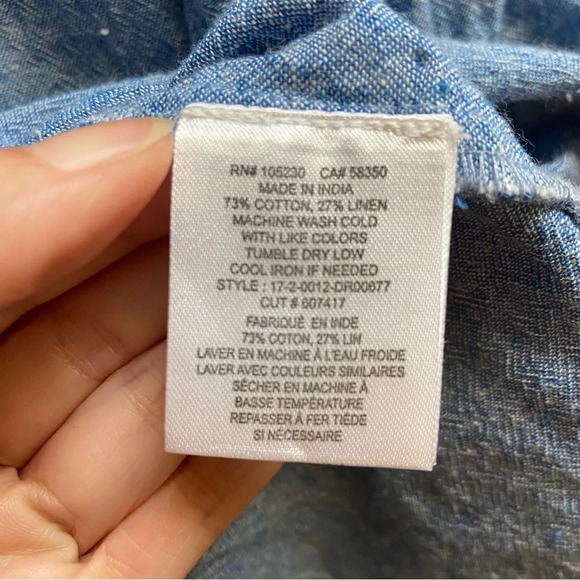 RN# 105230 CA# 58350
MADE IN INDIA
73% COTTON, 27% LINEN
MACHINE WASH COLD
WITH LIKE COLORS
TUMBLE DRY LOW
COOL IRON IF NEEDED
STYLE : 17-2-0012-DR00677
CUT # 607417
FABRIQUÉ EN INDE
73% COTON, 27% LIN
LAVER EN MACHINE À L'EAU FROIDE
LAVER AVEC COULEURS SIMILAIRES
SÉCHER EN MACHINE À
BASSE TEMPÉRATURE
REPASSER À FER TIÈDE
SI NÉCESSAIRE